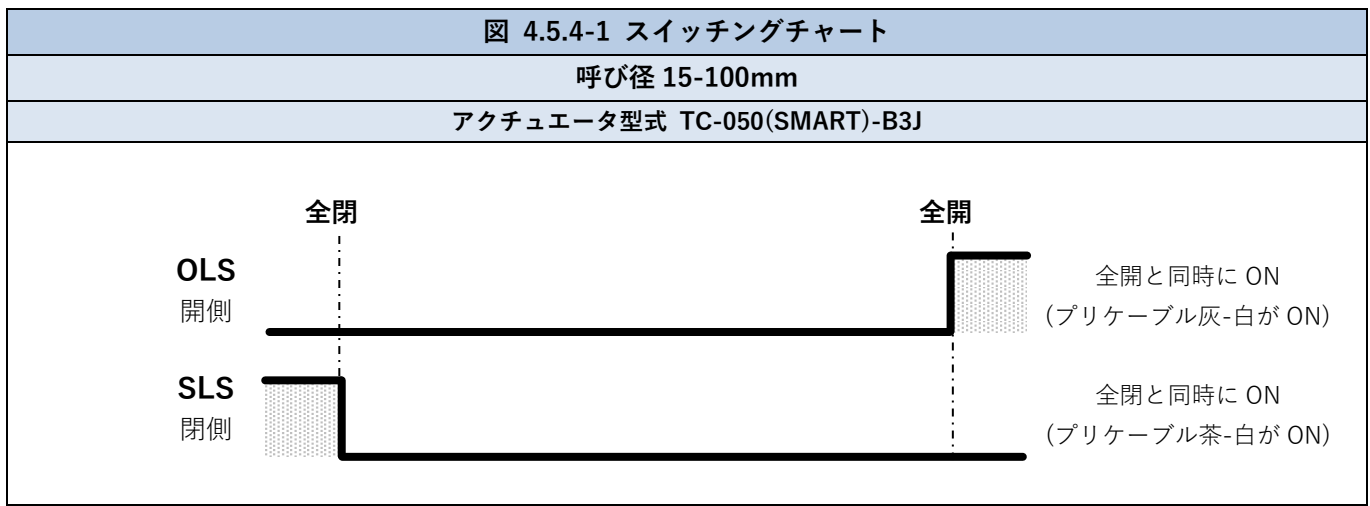 図 4.5.4-1 スイッチングチャート
呼び径 15-100mm
アクチュエータ型式 TC-050(SMART)-B3J
全閉
全開
OLS
開側
全開と同時に ON
(プリケーブル灰-白が ON)
SLS
閉側
全閉と同時に ON
(プリケーブル茶-白が ON)